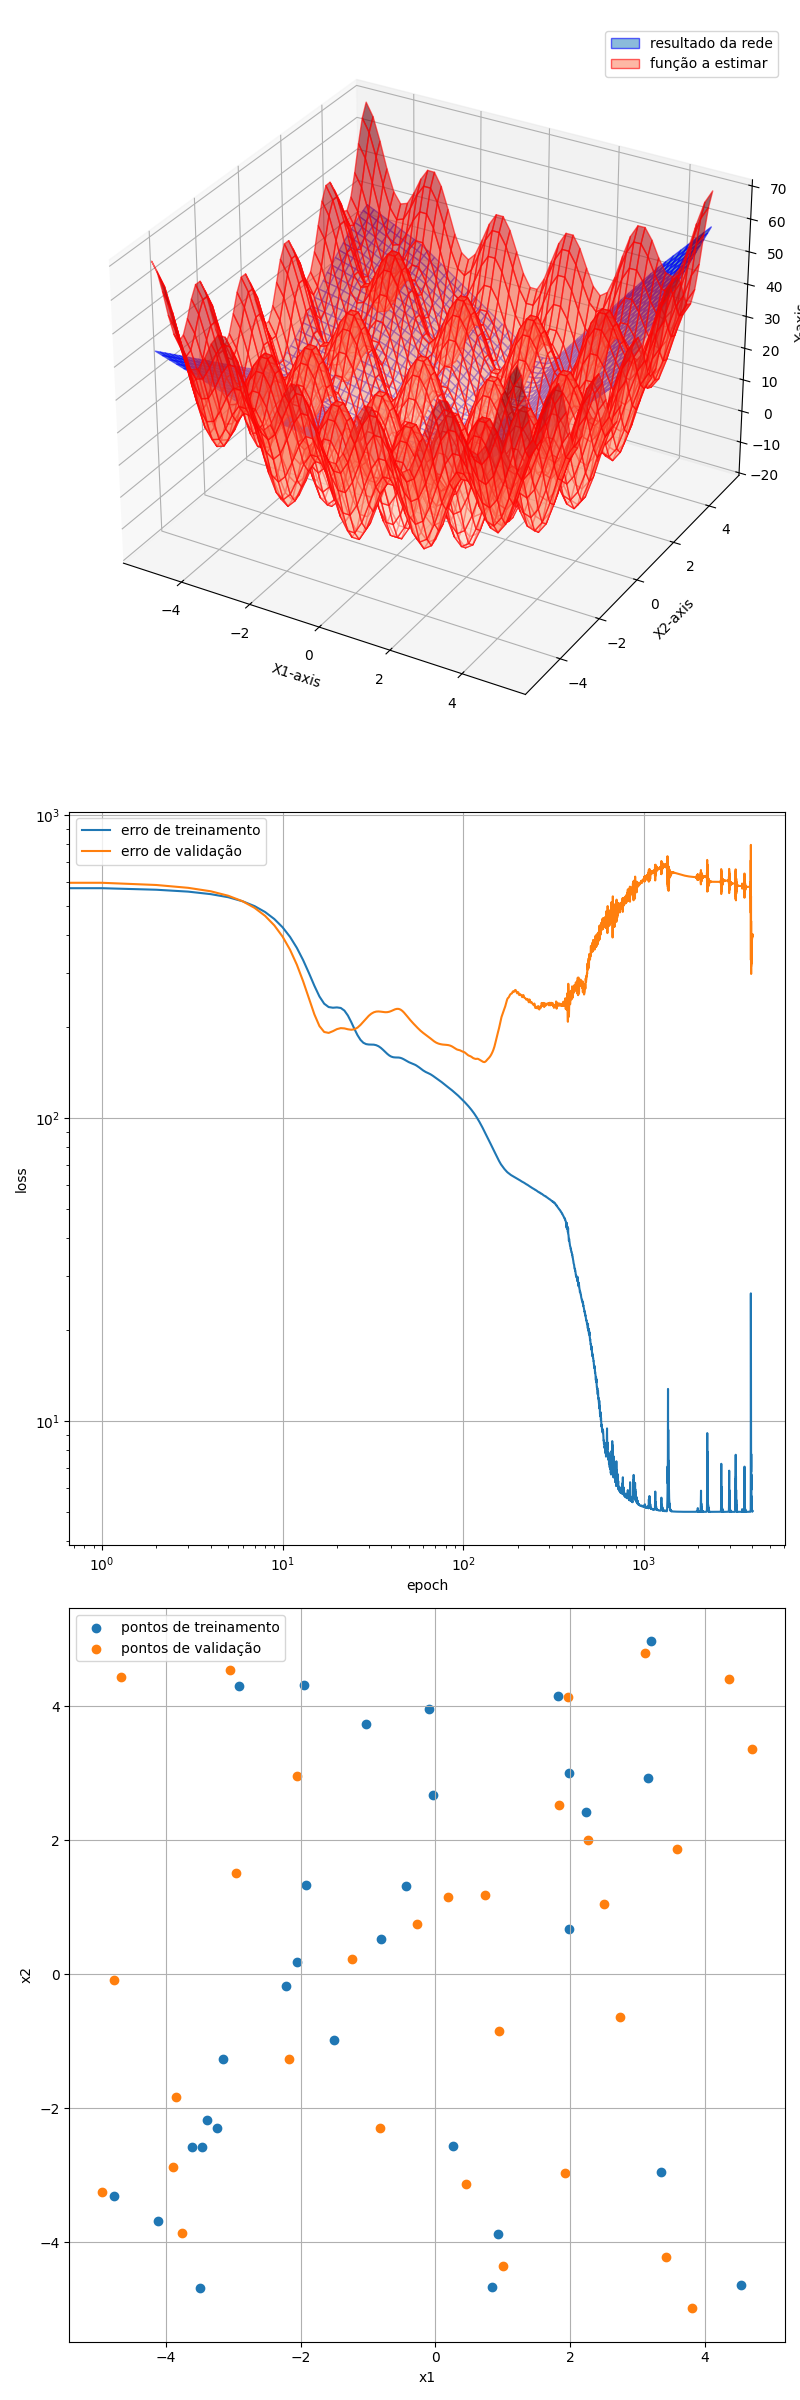 resultado da rede
função a estimar
70
60
50
40
30
20
10
0
−10
−20
4
2
0
−2
−4
X2-axis
−4
−2
0
2
4
X1-axis
erro de treinamento
erro de validação
10³
10²
10¹
loss
10⁰ 10¹ 10² 10³
epoch
pontos de treinamento
pontos de validação
4
2
0
−2
−4
x2
−4 −2 0 2 4
x1